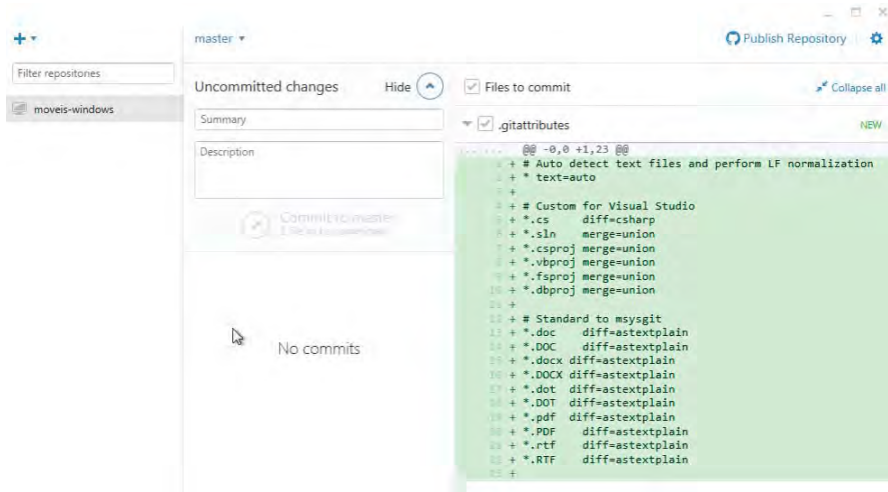 master
Publish Repository
Filter repositories
moveis-windows
Uncommitted changes
Hide
Summary
Description
Commit to master
No commits
Files to commit
Collapse all
.gitattributes
NEW
@@ -0,0 +1,23 @@
+ # Auto detect text files and perform LF normalization
+ * text=auto
+
+ # Custom for Visual Studio
+ *.cs diff=csharp
+ *.sln merge=union
+ *.csproj merge=union
+ *.vbproj merge=union
+ *.fsproj merge=union
+ *.dbproj merge=union
+
+ # Standard to msysgit
+ *.doc diff=astextplain
+ *.DOC diff=astextplain
+ *.docx diff=astextplain
+ *.DOCX diff=astextplain
+ *.dot diff=astextplain
+ *.DOT diff=astextplain
+ *.pdf diff=astextplain
+ *.PDF diff=astextplain
+ *.rtf diff=astextplain
+ *.RTF diff=astextplain
+